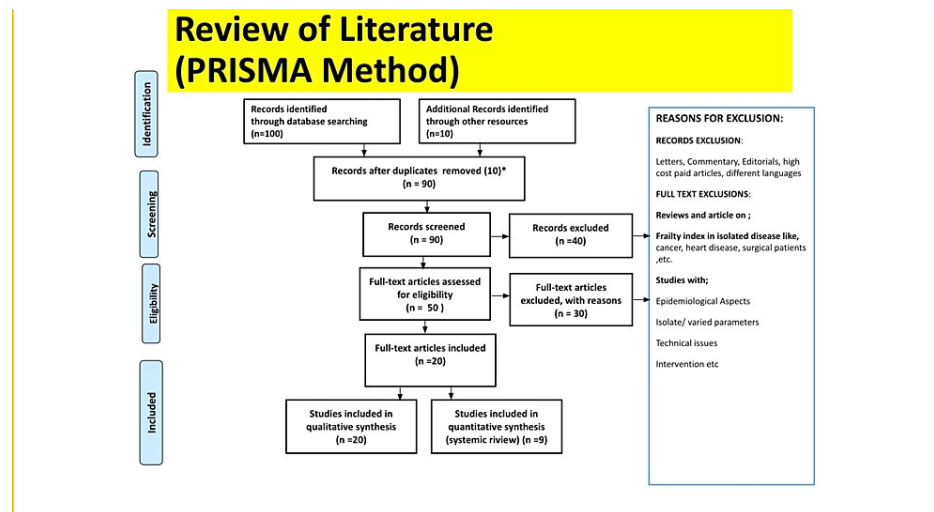 Review of Literature
(PRISMA Method)
Identification
Records identified
through database searching
(n=100)
Additional Records identified
through other resources
(n=10)
Records after duplicates removed (10)*
(n = 90)
Screening
Records screened
(n = 90)
Records excluded
(n =40)
Eligibility
Full-text articles assessed
for eligibility
(n = 50 )
Full-text articles
excluded, with reasons
(n = 30)
Full-text articles included
(n =20)
Included
Studies included in
qualitative synthesis
(n =20)
Studies included in
quantitative synthesis
(systemic riview) (n =9)
REASONS FOR EXCLUSION:
RECORDS EXCLUSION:
Letters, Commentary, Editorials, high
cost paid articles, different languages
FULL TEXT EXCLUSIONS:
Reviews and article on ;
Frailty index in isolated disease like,
cancer, heart disease, surgical patients
,etc.
Studies with;
Epidemiological Aspects
Isolate/ varied parameters
Technical issues
Intervention etc